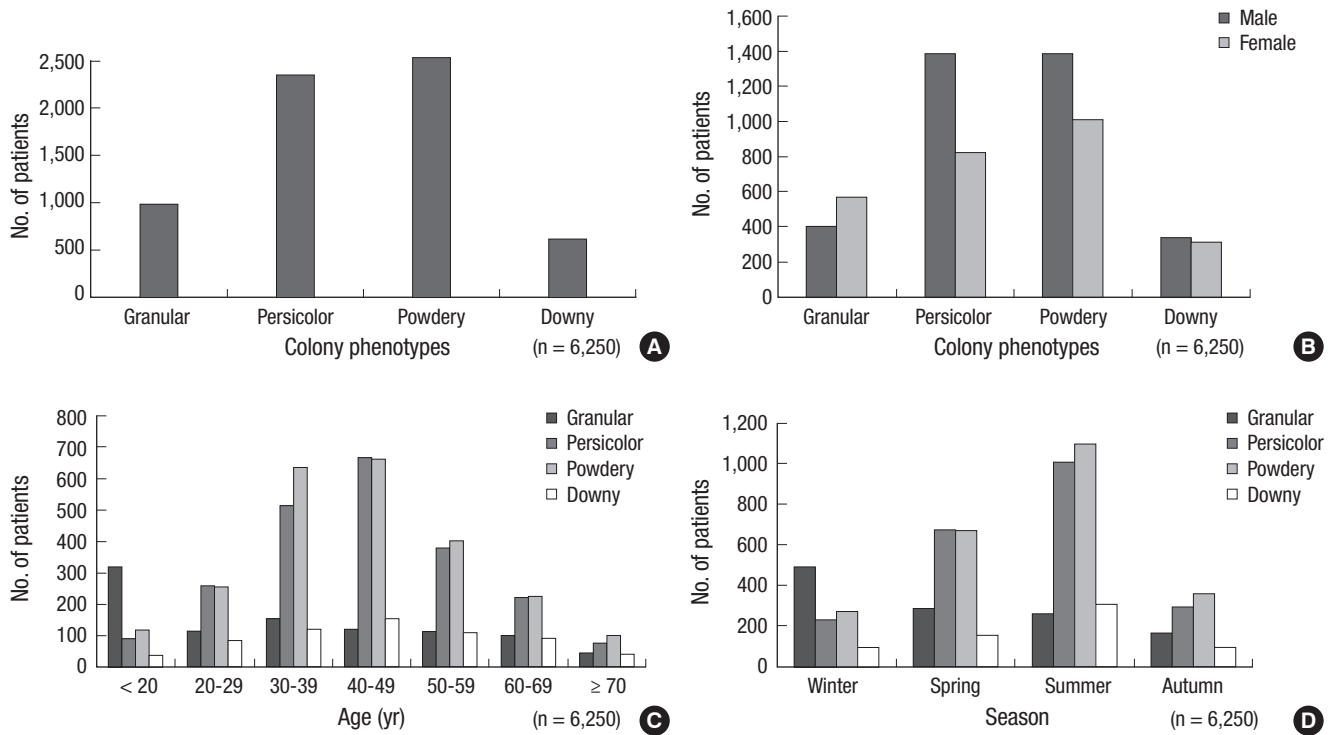 No. of patients
2,500
2,000
1,500
1,000
500
0
Granular Persicolor Powdery Downy
Colony phenotypes (n = 6,250) A
No. of patients
1,600
1,400
1,200
1,000
800
600
400
200
0
Male
Female
Granular Persicolor Powdery Downy
Colony phenotypes (n = 6,250) B
No. of patients
800
700
600
500
400
300
200
100
0
Granular
Persicolor
Powdery
Downy
< 20 20-29 30-39 40-49 50-59 60-69 ≥ 70
Age (yr) (n = 6,250) C
No. of patients
1,200
1,000
800
600
400
200
0
Granular
Persicolor
Powdery
Downy
Winter Spring Summer Autumn
Season (n = 6,250) D